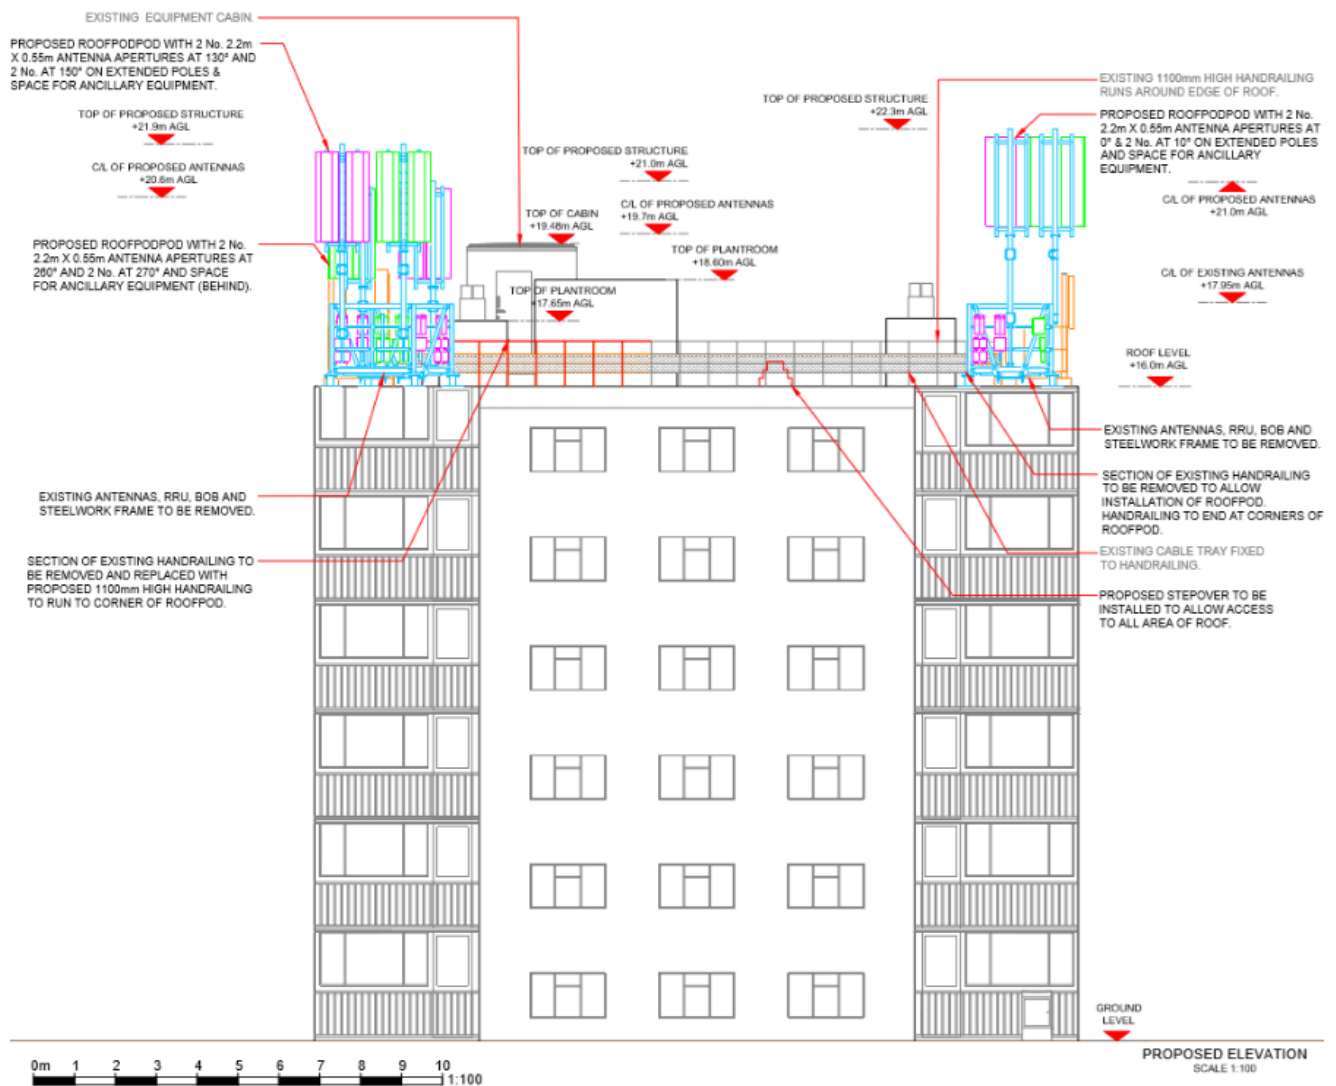 EXISTING EQUIPMENT CABIN.
PROPOSED ROOFPODPOD WITH 2 No. 2.2m
X 0.55m ANTENNA APERTURES AT 130° AND
2 No. AT 150° ON EXTENDED POLES &
SPACE FOR ANCILLARY EQUIPMENT.
TOP OF PROPOSED STRUCTURE
+21.9m AGL
C/L OF PROPOSED ANTENNAS
+20.6m AGL
PROPOSED ROOFPODPOD WITH 2 No.
2.2m X 0.55m ANTENNA APERTURES AT
260° AND 2 No. AT 270° AND SPACE
FOR ANCILLARY EQUIPMENT (BEHIND).
TOP OF PROPOSED STRUCTURE
+21.0m AGL
C/L OF PROPOSED ANTENNAS
+19.7m AGL
TOP OF CABIN
+19.48m AGL
TOP OF PLANTROOM
+18.60m AGL
TOP OF PLANTROOM
+17.65m AGL
TOP OF PROPOSED STRUCTURE
+22.3m AGL
EXISTING 1100mm HIGH HANDRAILING
RUNS AROUND EDGE OF ROOF.
PROPOSED ROOFPODPOD WITH 2 No.
2.2m X 0.55m ANTENNA APERTURES AT
0° & 2 No. AT 10° ON EXTENDED POLES
AND SPACE FOR ANCILLARY
EQUIPMENT.
C/L OF PROPOSED ANTENNAS
+21.0m AGL
C/L OF EXISTING ANTENNAS
+17.95m AGL
ROOF LEVEL
+16.0m AGL
EXISTING ANTENNAS, RRU, BOB AND
STEELWORK FRAME TO BE REMOVED.
SECTION OF EXISTING HANDRAILING
TO BE REMOVED TO ALLOW
INSTALLATION OF ROOFPOD.
HANDRAILING TO END AT CORNERS OF
ROOFPOD.
EXISTING CABLE TRAY FIXED
TO HANDRAILING.
PROPOSED STEPOVER TO BE
INSTALLED TO ALLOW ACCESS
TO ALL AREA OF ROOF.
EXISTING ANTENNAS, RRU, BOB AND
STEELWORK FRAME TO BE REMOVED.
SECTION OF EXISTING HANDRAILING TO
BE REMOVED AND REPLACED WITH
PROPOSED 1100mm HIGH HANDRAILING
TO RUN TO CORNER OF ROOFPOD.
GROUND
LEVEL
PROPOSED ELEVATION
SCALE 1:100
0m 1 2 3 4 5 6 7 8 9 10
1:100